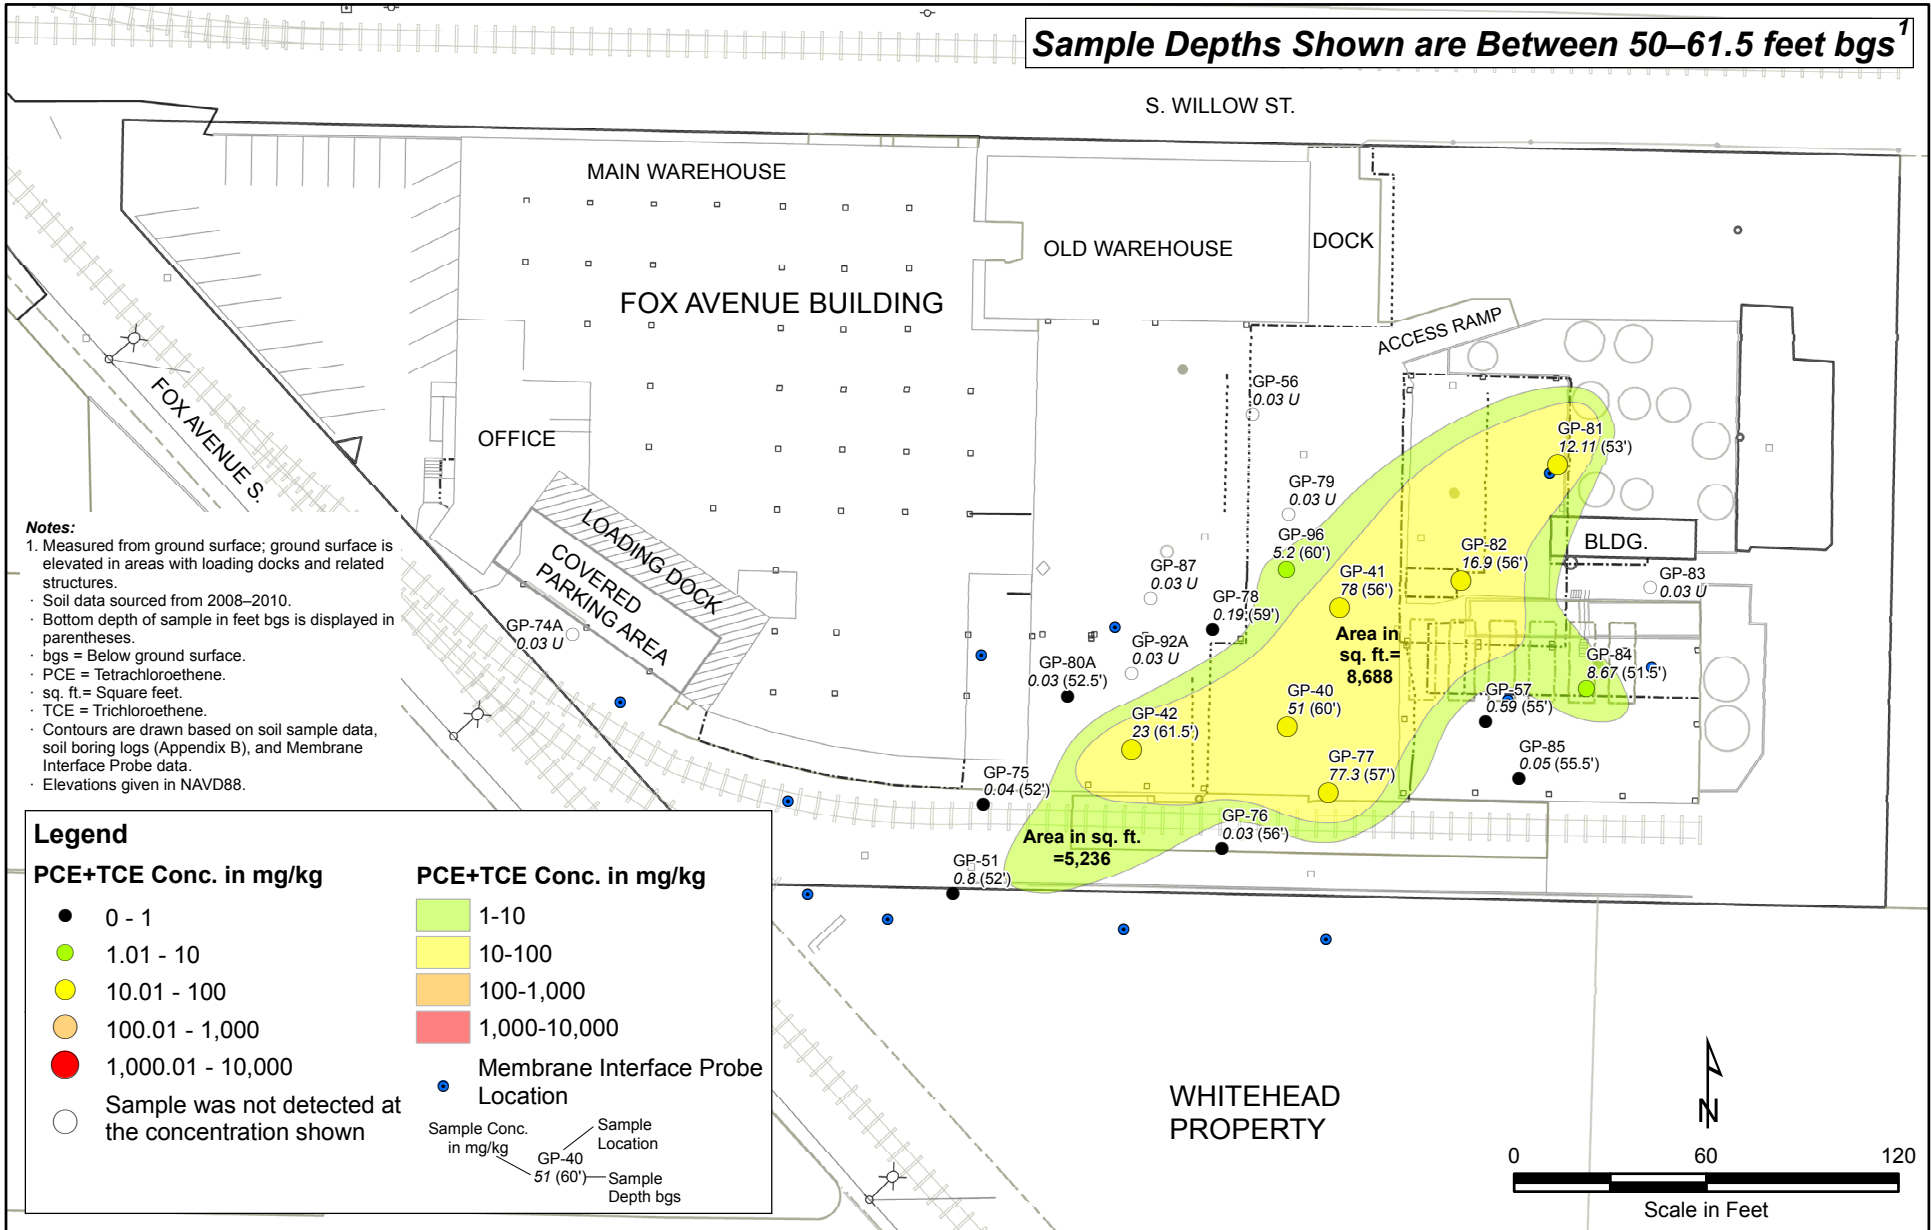 Sample Depths Shown are Between 50–61.5 feet bgs1
S. WILLOW ST.
MAIN WAREHOUSE
OLD WAREHOUSE
DOCK
FOX AVENUE BUILDING
ACCESS RAMP
FOX AVENUE S.
OFFICE
LOADING DOCK
COVERED
PARKING AREA
BLDG.
GP-56
0.03 U
GP-81
12.11 (53')
GP-79
0.03 U
GP-96
5.2 (60')
GP-82
16.9 (56')
GP-87
0.03 U
GP-41
78 (56')
GP-83
0.03 U
GP-78
0.19 (59')
GP-74A
0.03 U
GP-92A
0.03 U
Area in
sq. ft.=
8,688
GP-80A
0.03 (52.5')
GP-84
8.67 (51.5')
GP-40
51 (60')
GP-57
0.59 (55')
GP-42
23 (61.5')
GP-85
0.05 (55.5')
GP-77
77.3 (57')
GP-75
0.04 (52')
GP-76
0.03 (56')
Area in sq. ft.
=5,236
GP-51
0.8 (52')
Notes:
1. Measured from ground surface; ground surface is
elevated in areas with loading docks and related
structures.
· Soil data sourced from 2008–2010.
· Bottom depth of sample in feet bgs is displayed in
parentheses.
· bgs = Below ground surface.
· PCE = Tetrachloroethene.
· sq. ft.= Square feet.
· TCE = Trichloroethene.
· Contours are drawn based on soil sample data,
soil boring logs (Appendix B), and Membrane
Interface Probe data.
· Elevations given in NAVD88.
Legend
PCE+TCE Conc. in mg/kg
0 - 1
1.01 - 10
10.01 - 100
100.01 - 1,000
1,000.01 - 10,000
Sample was not detected at
the concentration shown
PCE+TCE Conc. in mg/kg
1-10
10-100
100-1,000
1,000-10,000
Membrane Interface Probe
Location
Sample Conc.
in mg/kg
Sample
Location
GP-40
51 (60')
Sample
Depth bgs
WHITEHEAD
PROPERTY
N
0 60 120
Scale in Feet